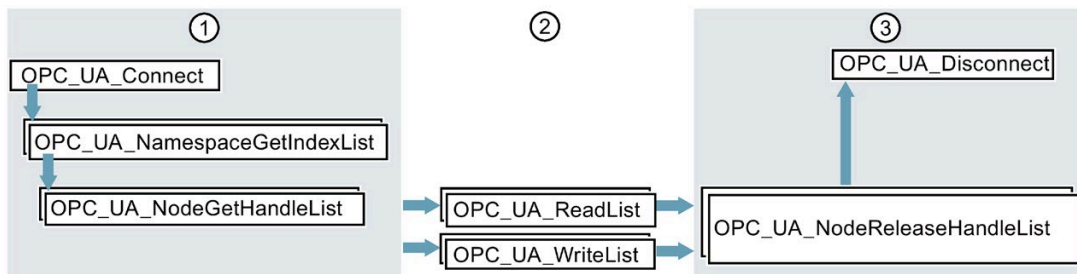 1
2
3
OPC_UA_Connect
OPC_UA_Disconnect
OPC_UA_NamespaceGetIndexList
OPC_UA_NodeGetHandleList
OPC_UA_ReadList
OPC_UA_WriteList
OPC_UA_NodeReleaseHandleList